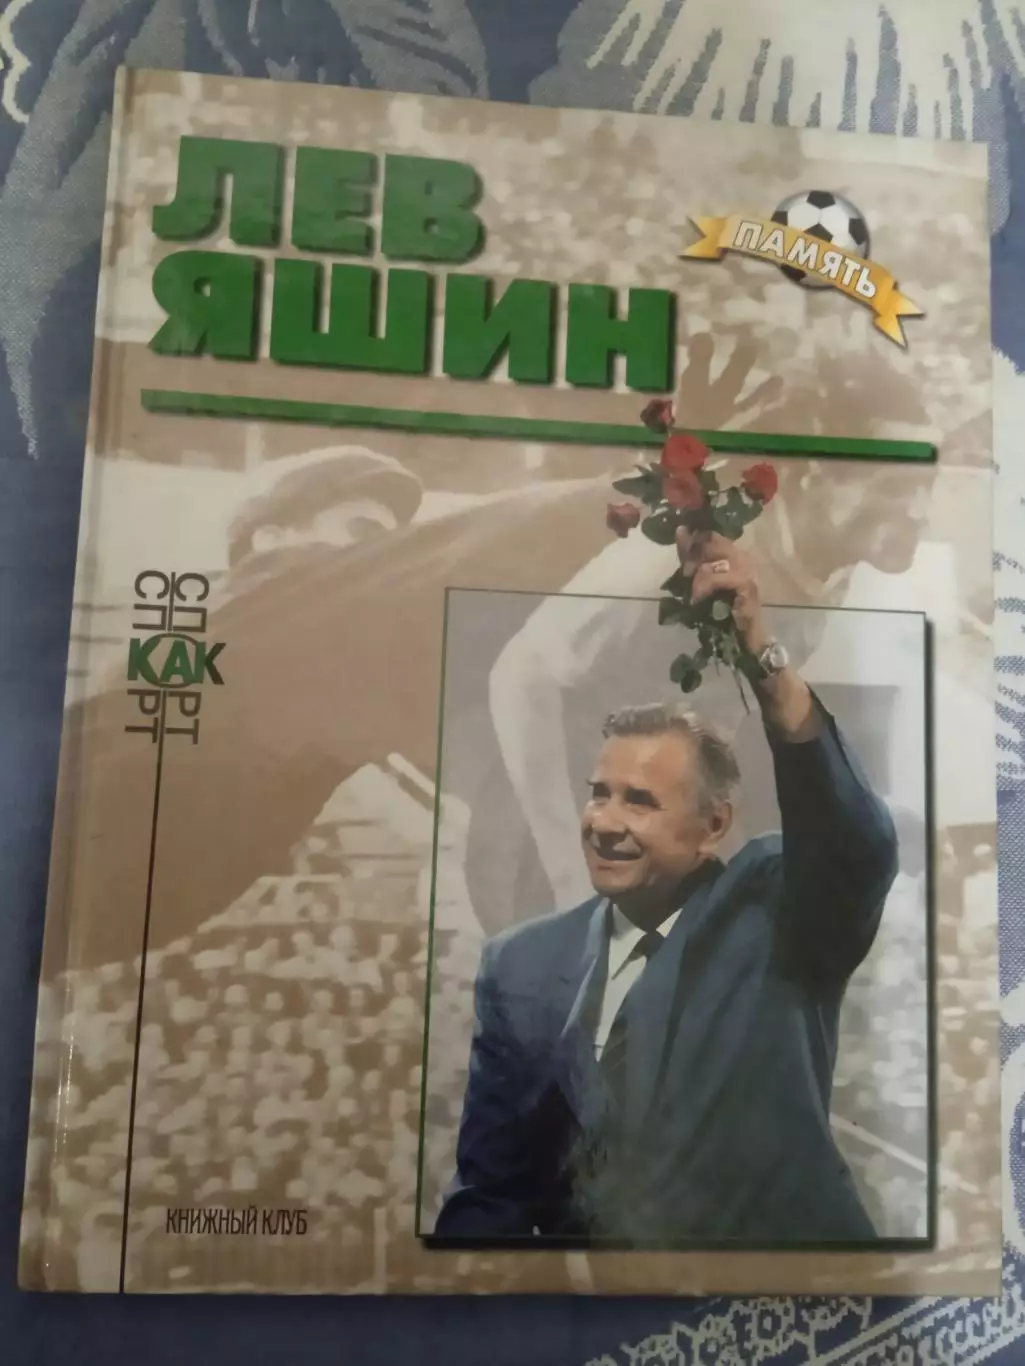 ЛЕВ
ЯШИН
ПАМЯТЬ
СПОРТ
КАК
СПОРТ
КНИЖНЫЙ КЛУБ